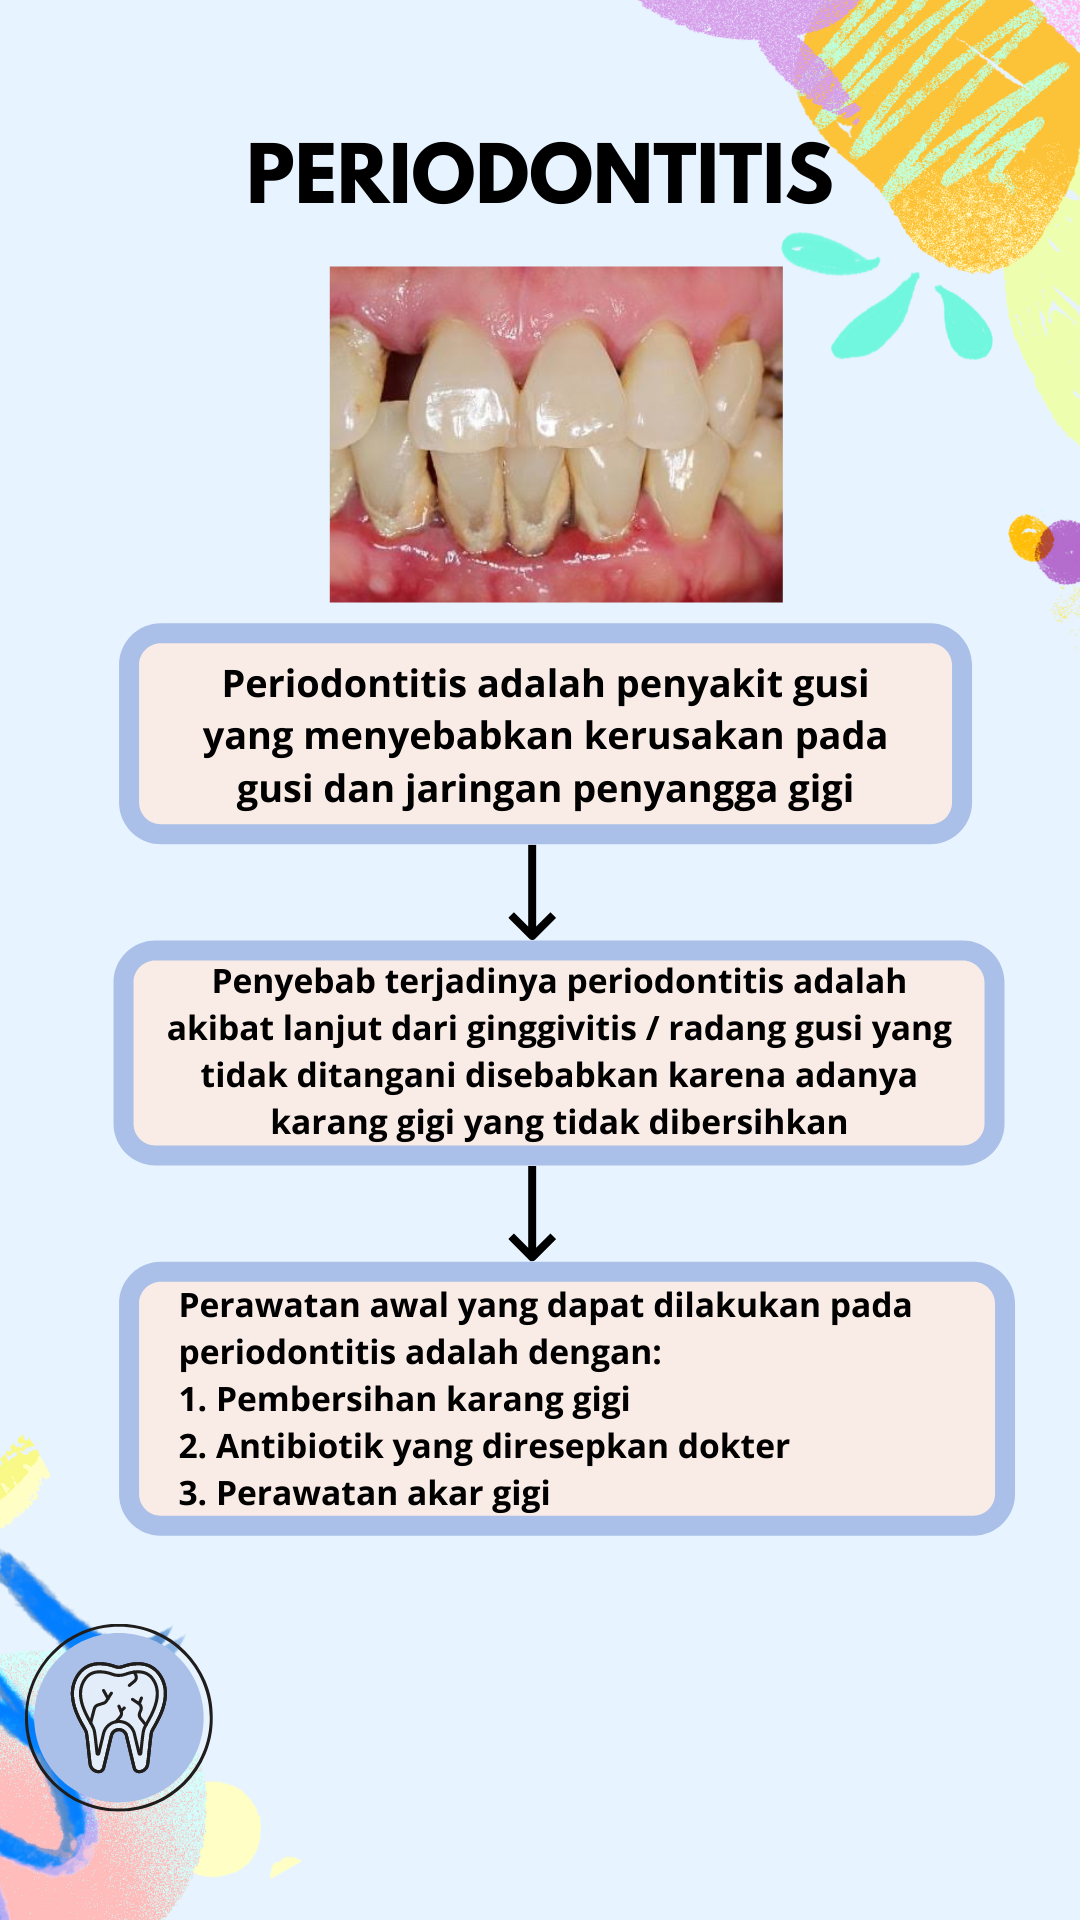 PERIODONTITIS
Periodontitis adalah penyakit gusi
yang menyebabkan kerusakan pada
gusi dan jaringan penyangga gigi
Penyebab terjadinya periodontitis adalah
akibat lanjut dari ginggivitis / radang gusi yang
tidak ditangani disebabkan karena adanya
karang gigi yang tidak dibersihkan
Perawatan awal yang dapat dilakukan pada
periodontitis adalah dengan:
1. Pembersihan karang gigi
2. Antibiotik yang diresepkan dokter
3. Perawatan akar gigi